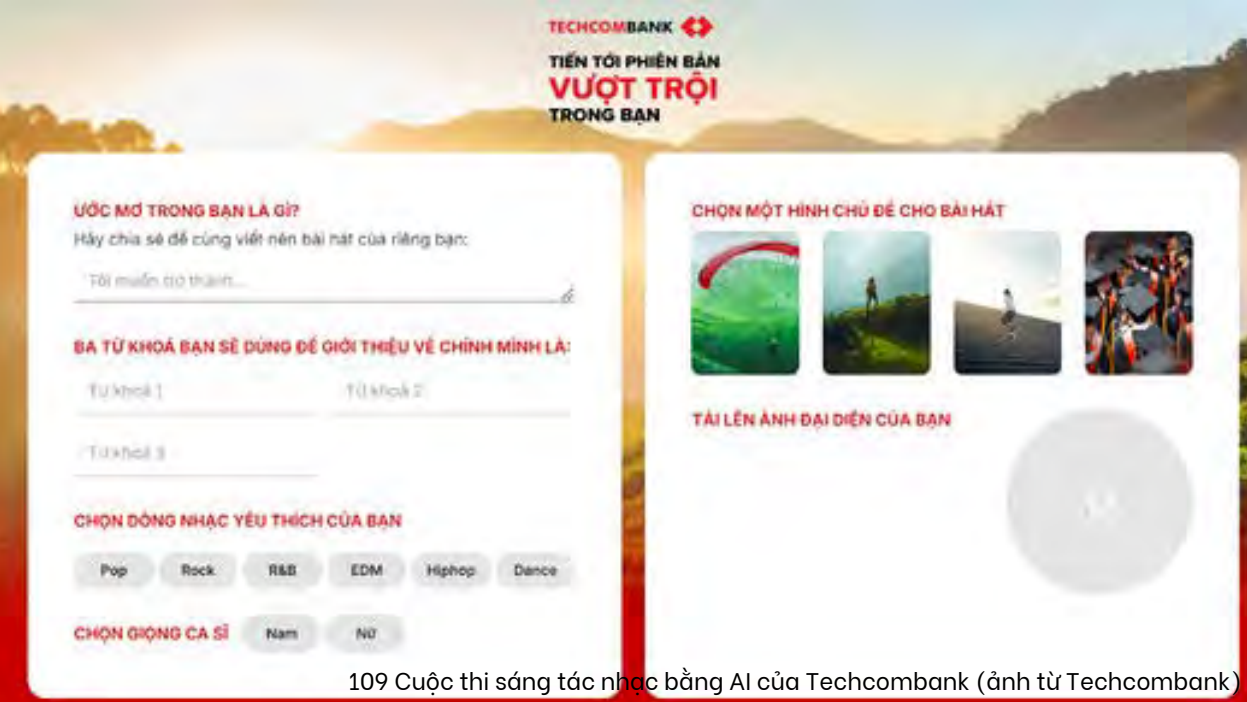 TECHCOMBANK
TIẾN TỚI PHIÊN BẢN
VƯỢT TRỘI
TRONG BẠN
ƯỚC MƠ TRONG BẠN LÀ GÌ?
Hãy chia sẻ để cùng viết nên bài hát của riêng bạn:
Tôi muốn trở thành...
BA TỪ KHOÁ BẠN SẼ DÙNG ĐỂ GIỚI THIỆU VỀ CHÍNH MÌNH LÀ:
Từ khoá 1
Từ khoá 2
Từ khoá 3
CHỌN DÒNG NHẠC YÊU THÍCH CỦA BẠN
Pop Rock R&B EDM Hiphop Dance
CHỌN GIỌNG CA SĨ Nam Nữ
CHỌN MỘT HÌNH CHỦ ĐỀ CHO BÀI HÁT
TẢI LÊN ẢNH ĐẠI DIỆN CỦA BẠN
109 Cuộc thi sáng tác nhạc bằng AI của Techcombank (ảnh từ Techcombank)